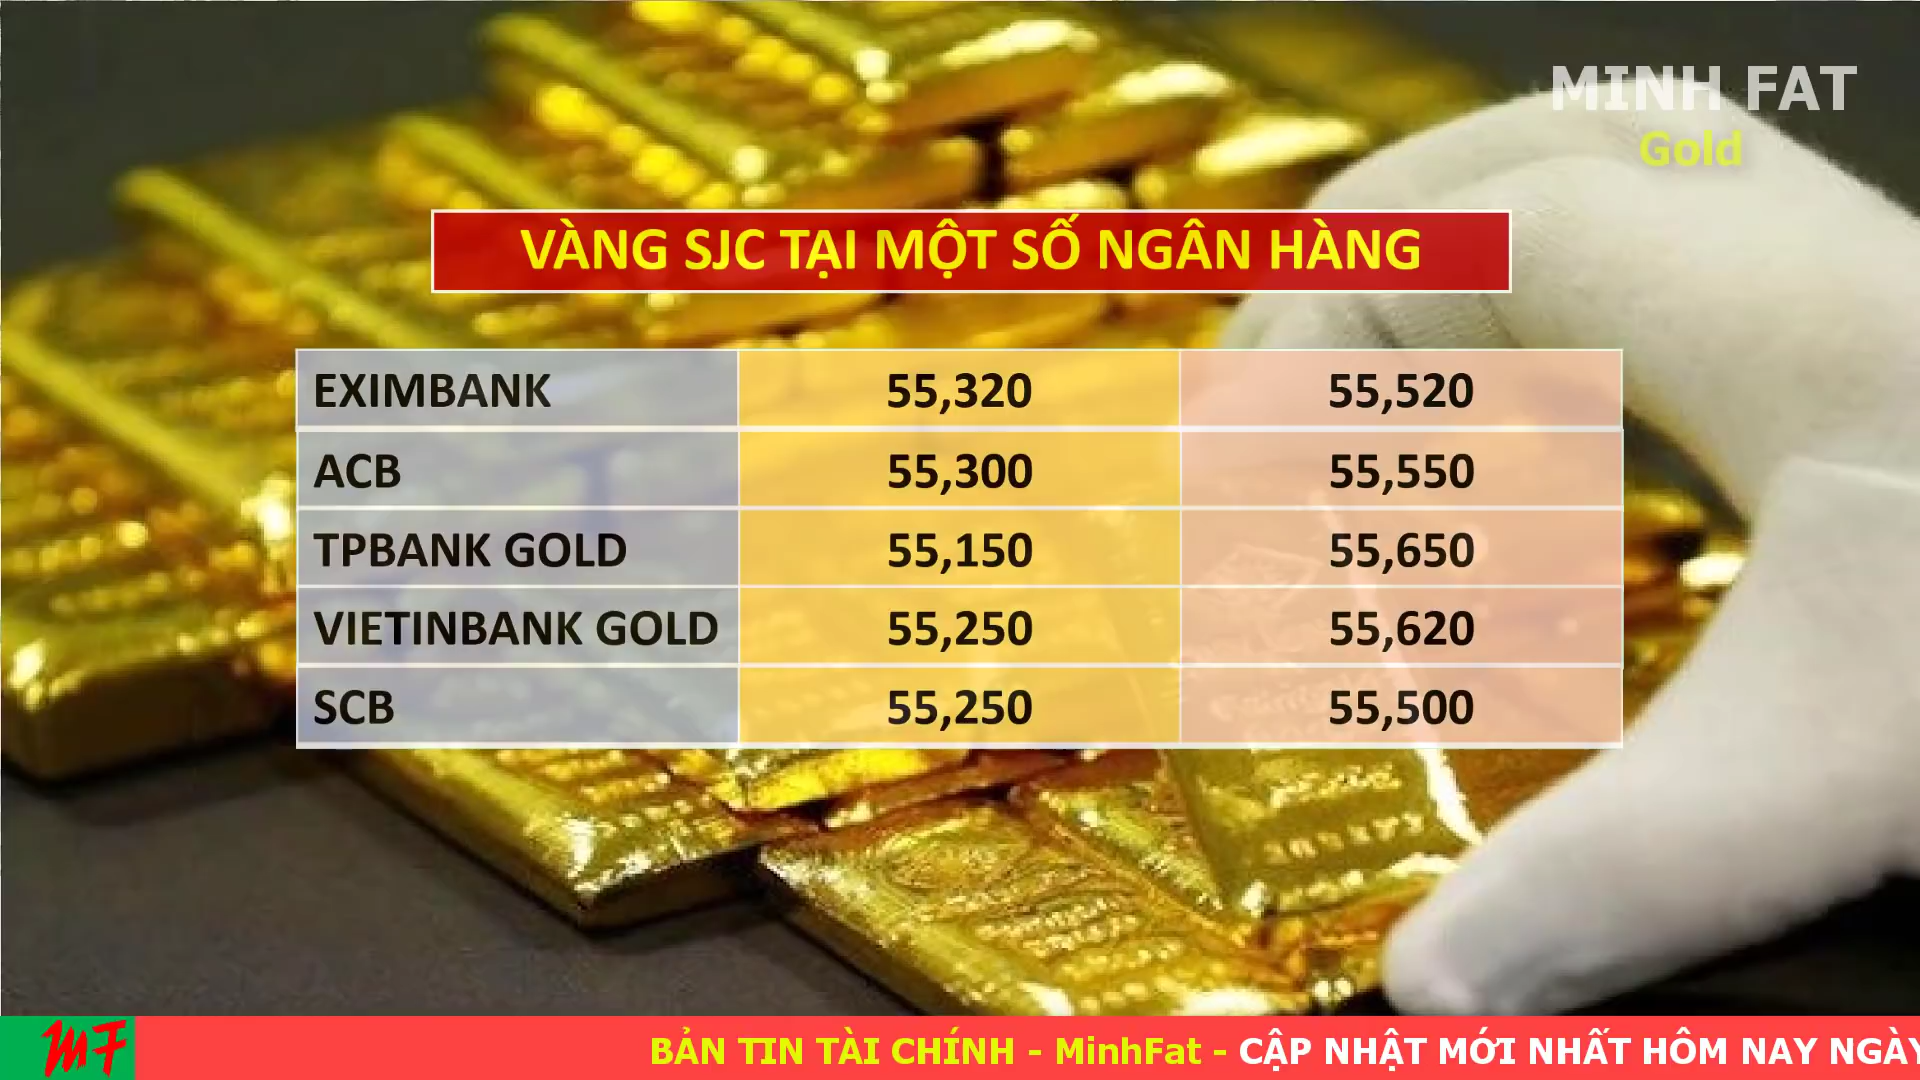 MINH FAT
Gold
VÀNG SJC TẠI MỘT SỐ NGÂN HÀNG
EXIMBANK 55,320 55,520
ACB 55,300 55,550
TPBANK GOLD 55,150 55,650
VIETINBANK GOLD 55,250 55,620
SCB 55,250 55,500
MF BẢN TIN TÀI CHÍNH - MinhFat - CẬP NHẬT MỚI NHẤT HÔM NAY NGÀY